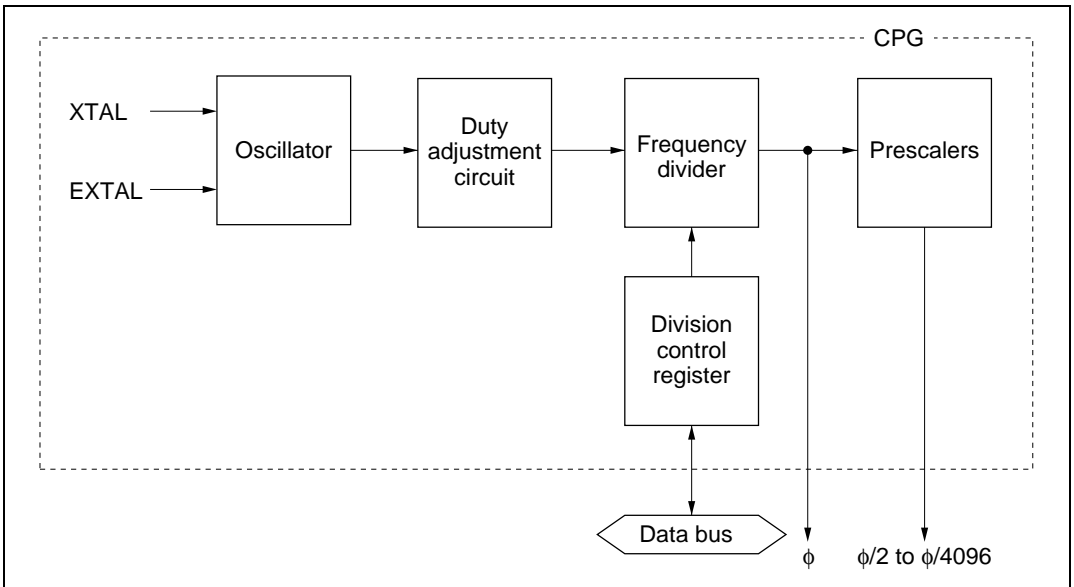 CPG
XTAL
EXTAL
Oscillator
Duty
adjustment
circuit
Frequency
divider
Prescalers
Division
control
register
Data bus
ϕ
ϕ/2 to ϕ/4096